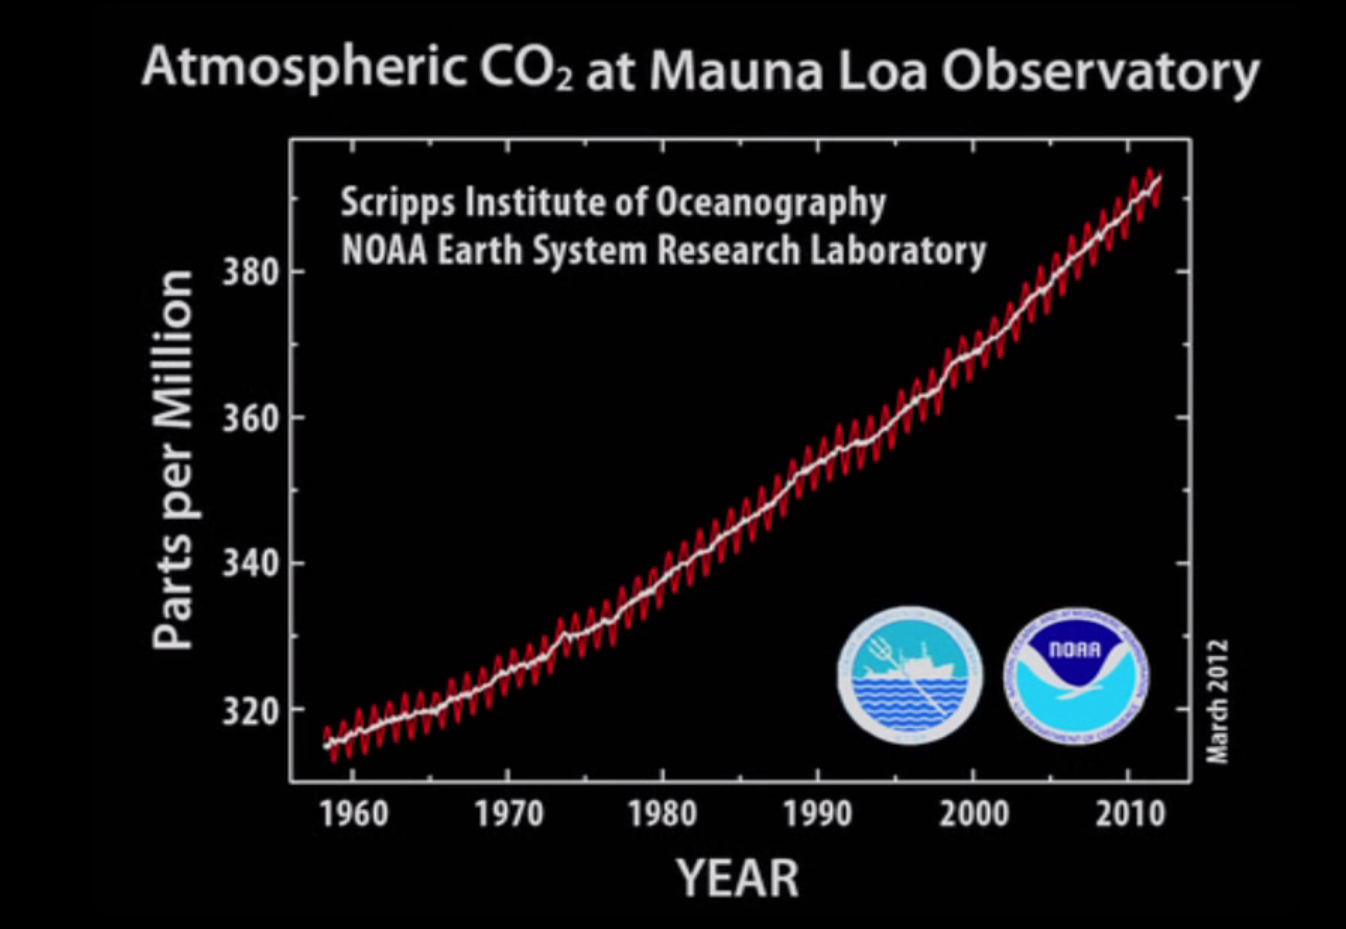 Atmospheric CO₂ at Mauna Loa Observatory
Scripps Institute of Oceanography
NOAA Earth System Research Laboratory
Parts per Million
380
360
340
320
NOAA
March 2012
1960 1970 1980 1990 2000 2010
YEAR